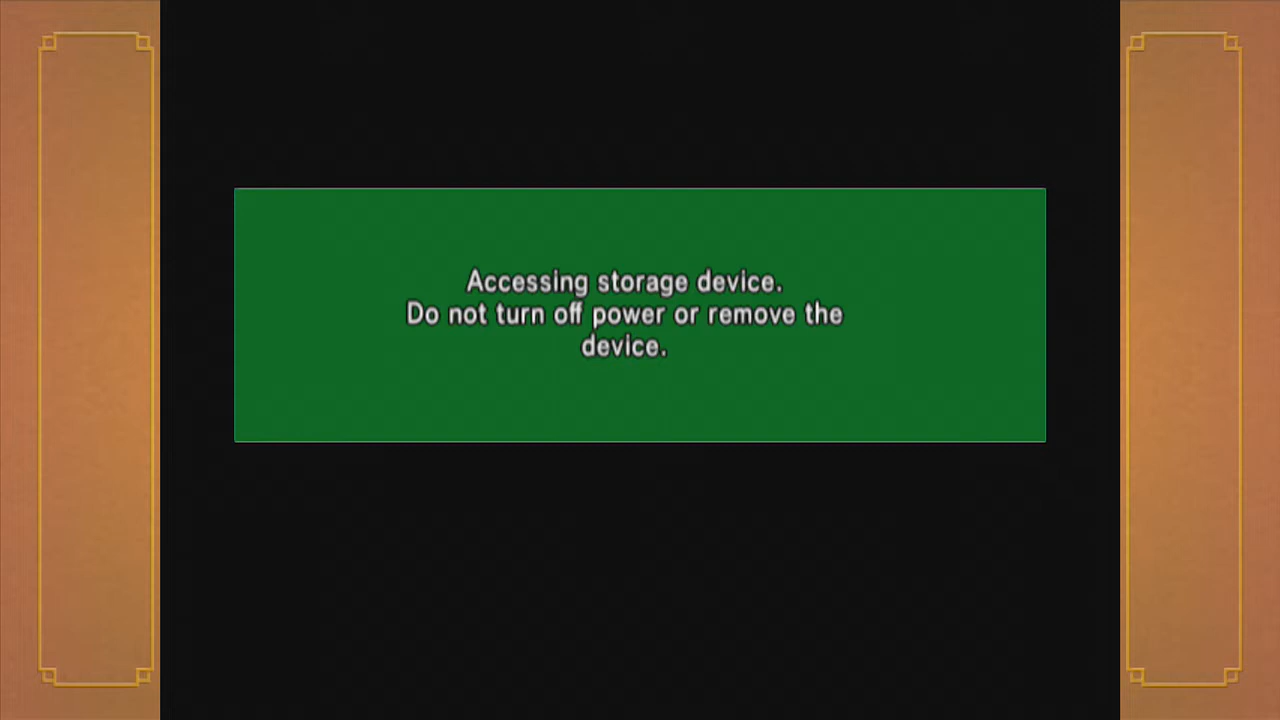 Accessing storage device.
Do not turn off power or remove the
device.